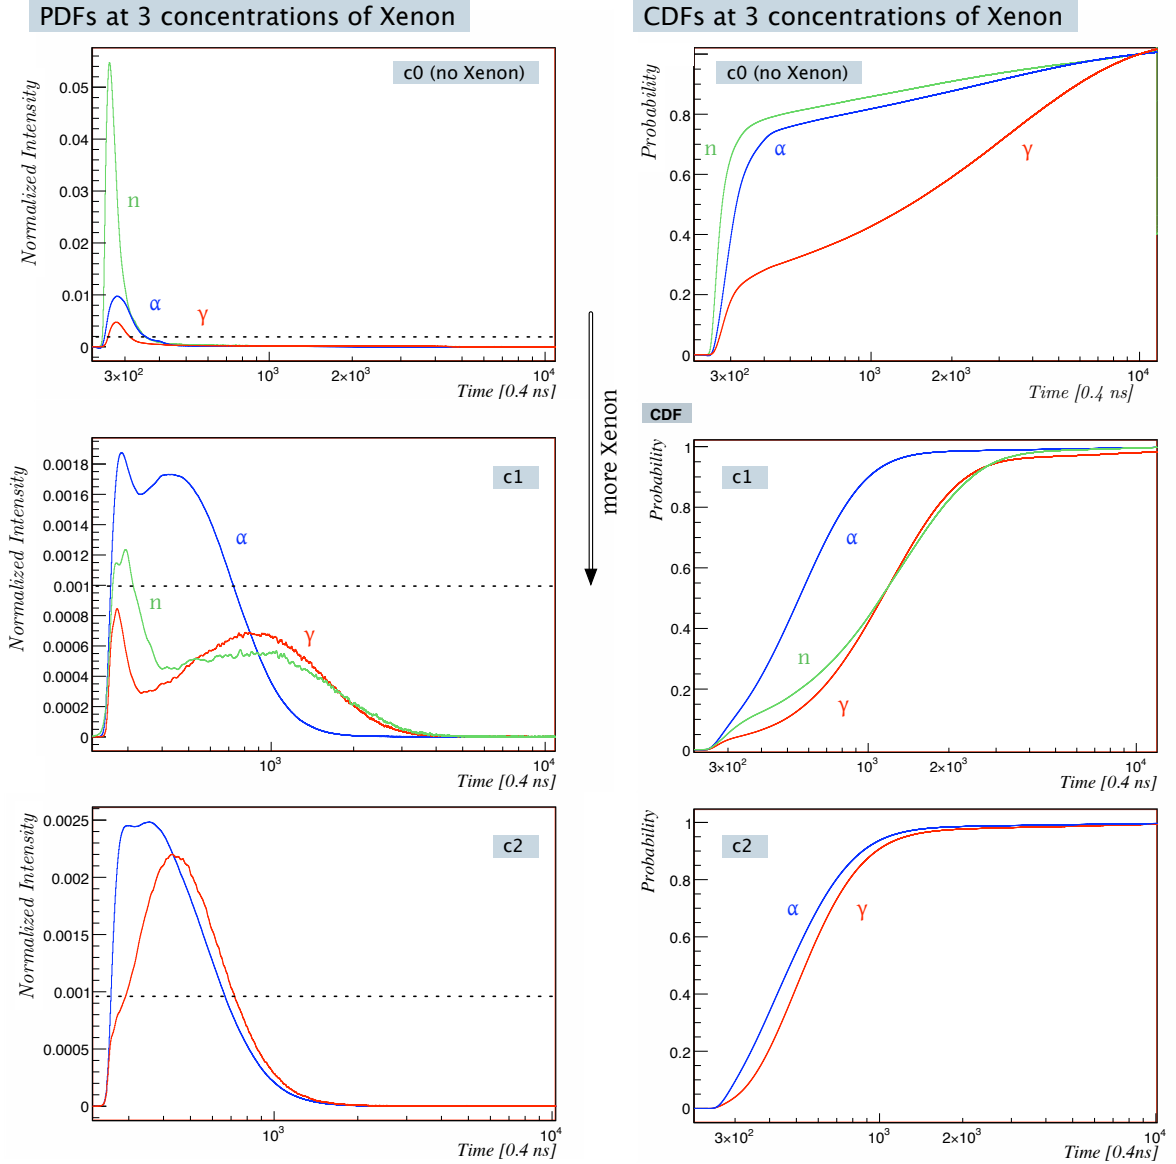 PDFs at 3 concentrations of Xenon
CDFs at 3 concentrations of Xenon
Normalized Intensity
c0 (no Xenon)
0.05
0.04
0.03
0.02
0.01
0
n
α
γ
3×10²
10³
2×10³
10⁴
Time [0.4 ns]
Probability
c0 (no Xenon)
0.8
0.6
0.4
0.2
0
n
α
γ
3×10²
10³
2×10³
10⁴
Time [0.4 ns]
more Xenon
Normalized Intensity
c1
0.0018
0.0016
0.0014
0.0012
0.001
0.0008
0.0006
0.0004
0.0002
0
α
n
γ
10³
10⁴
Time [0.4 ns]
CDF
Probability
c1
1
0.8
0.6
0.4
0.2
0
α
n
γ
3×10²
10³
2×10³
10⁴
Time [0.4 ns]
Normalized Intensity
c2
0.0025
0.002
0.0015
0.001
0.0005
0
10³
10⁴
Time [0.4 ns]
Probability
c2
1
0.8
0.6
0.4
0.2
0
α
γ
3×10²
10³
2×10³
10⁴
Time [0.4ns]